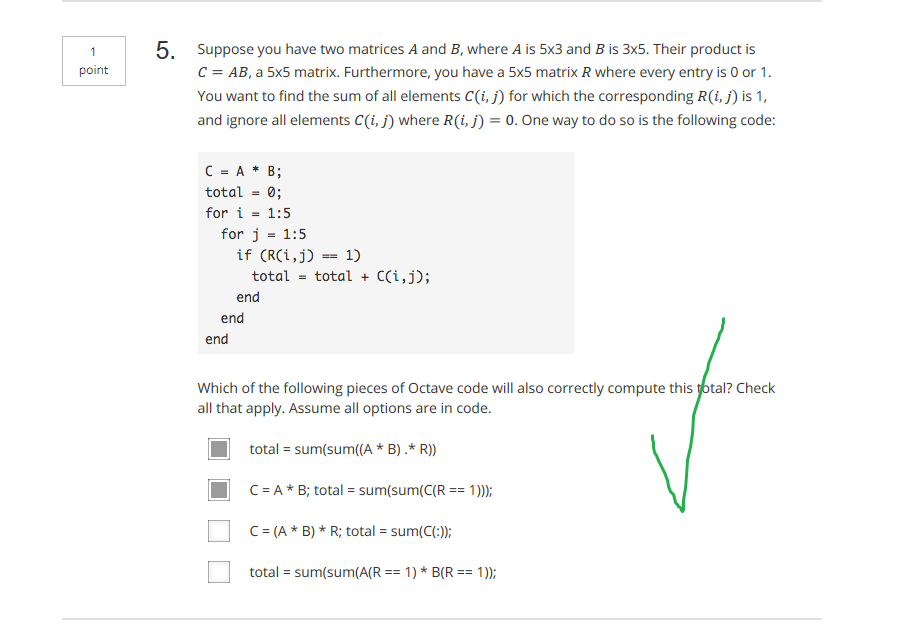 1
point
5.
Suppose you have two matrices A and B, where A is 5x3 and B is 3x5. Their product is
C = AB, a 5x5 matrix. Furthermore, you have a 5x5 matrix R where every entry is 0 or 1.
You want to find the sum of all elements C(i, j) for which the corresponding R(i, j) is 1,
and ignore all elements C(i, j) where R(i, j) = 0. One way to do so is the following code:
C = A * B;
total = 0;
for i = 1:5
  for j = 1:5
    if (R(i,j) == 1)
      total = total + C(i,j);
    end
  end
end
Which of the following pieces of Octave code will also correctly compute this total? Check
all that apply. Assume all options are in code.
total = sum(sum((A * B) .* R))
C = A * B; total = sum(sum(C(R == 1)));
C = (A * B) * R; total = sum(C(:));
total = sum(sum(A(R == 1) * B(R == 1));